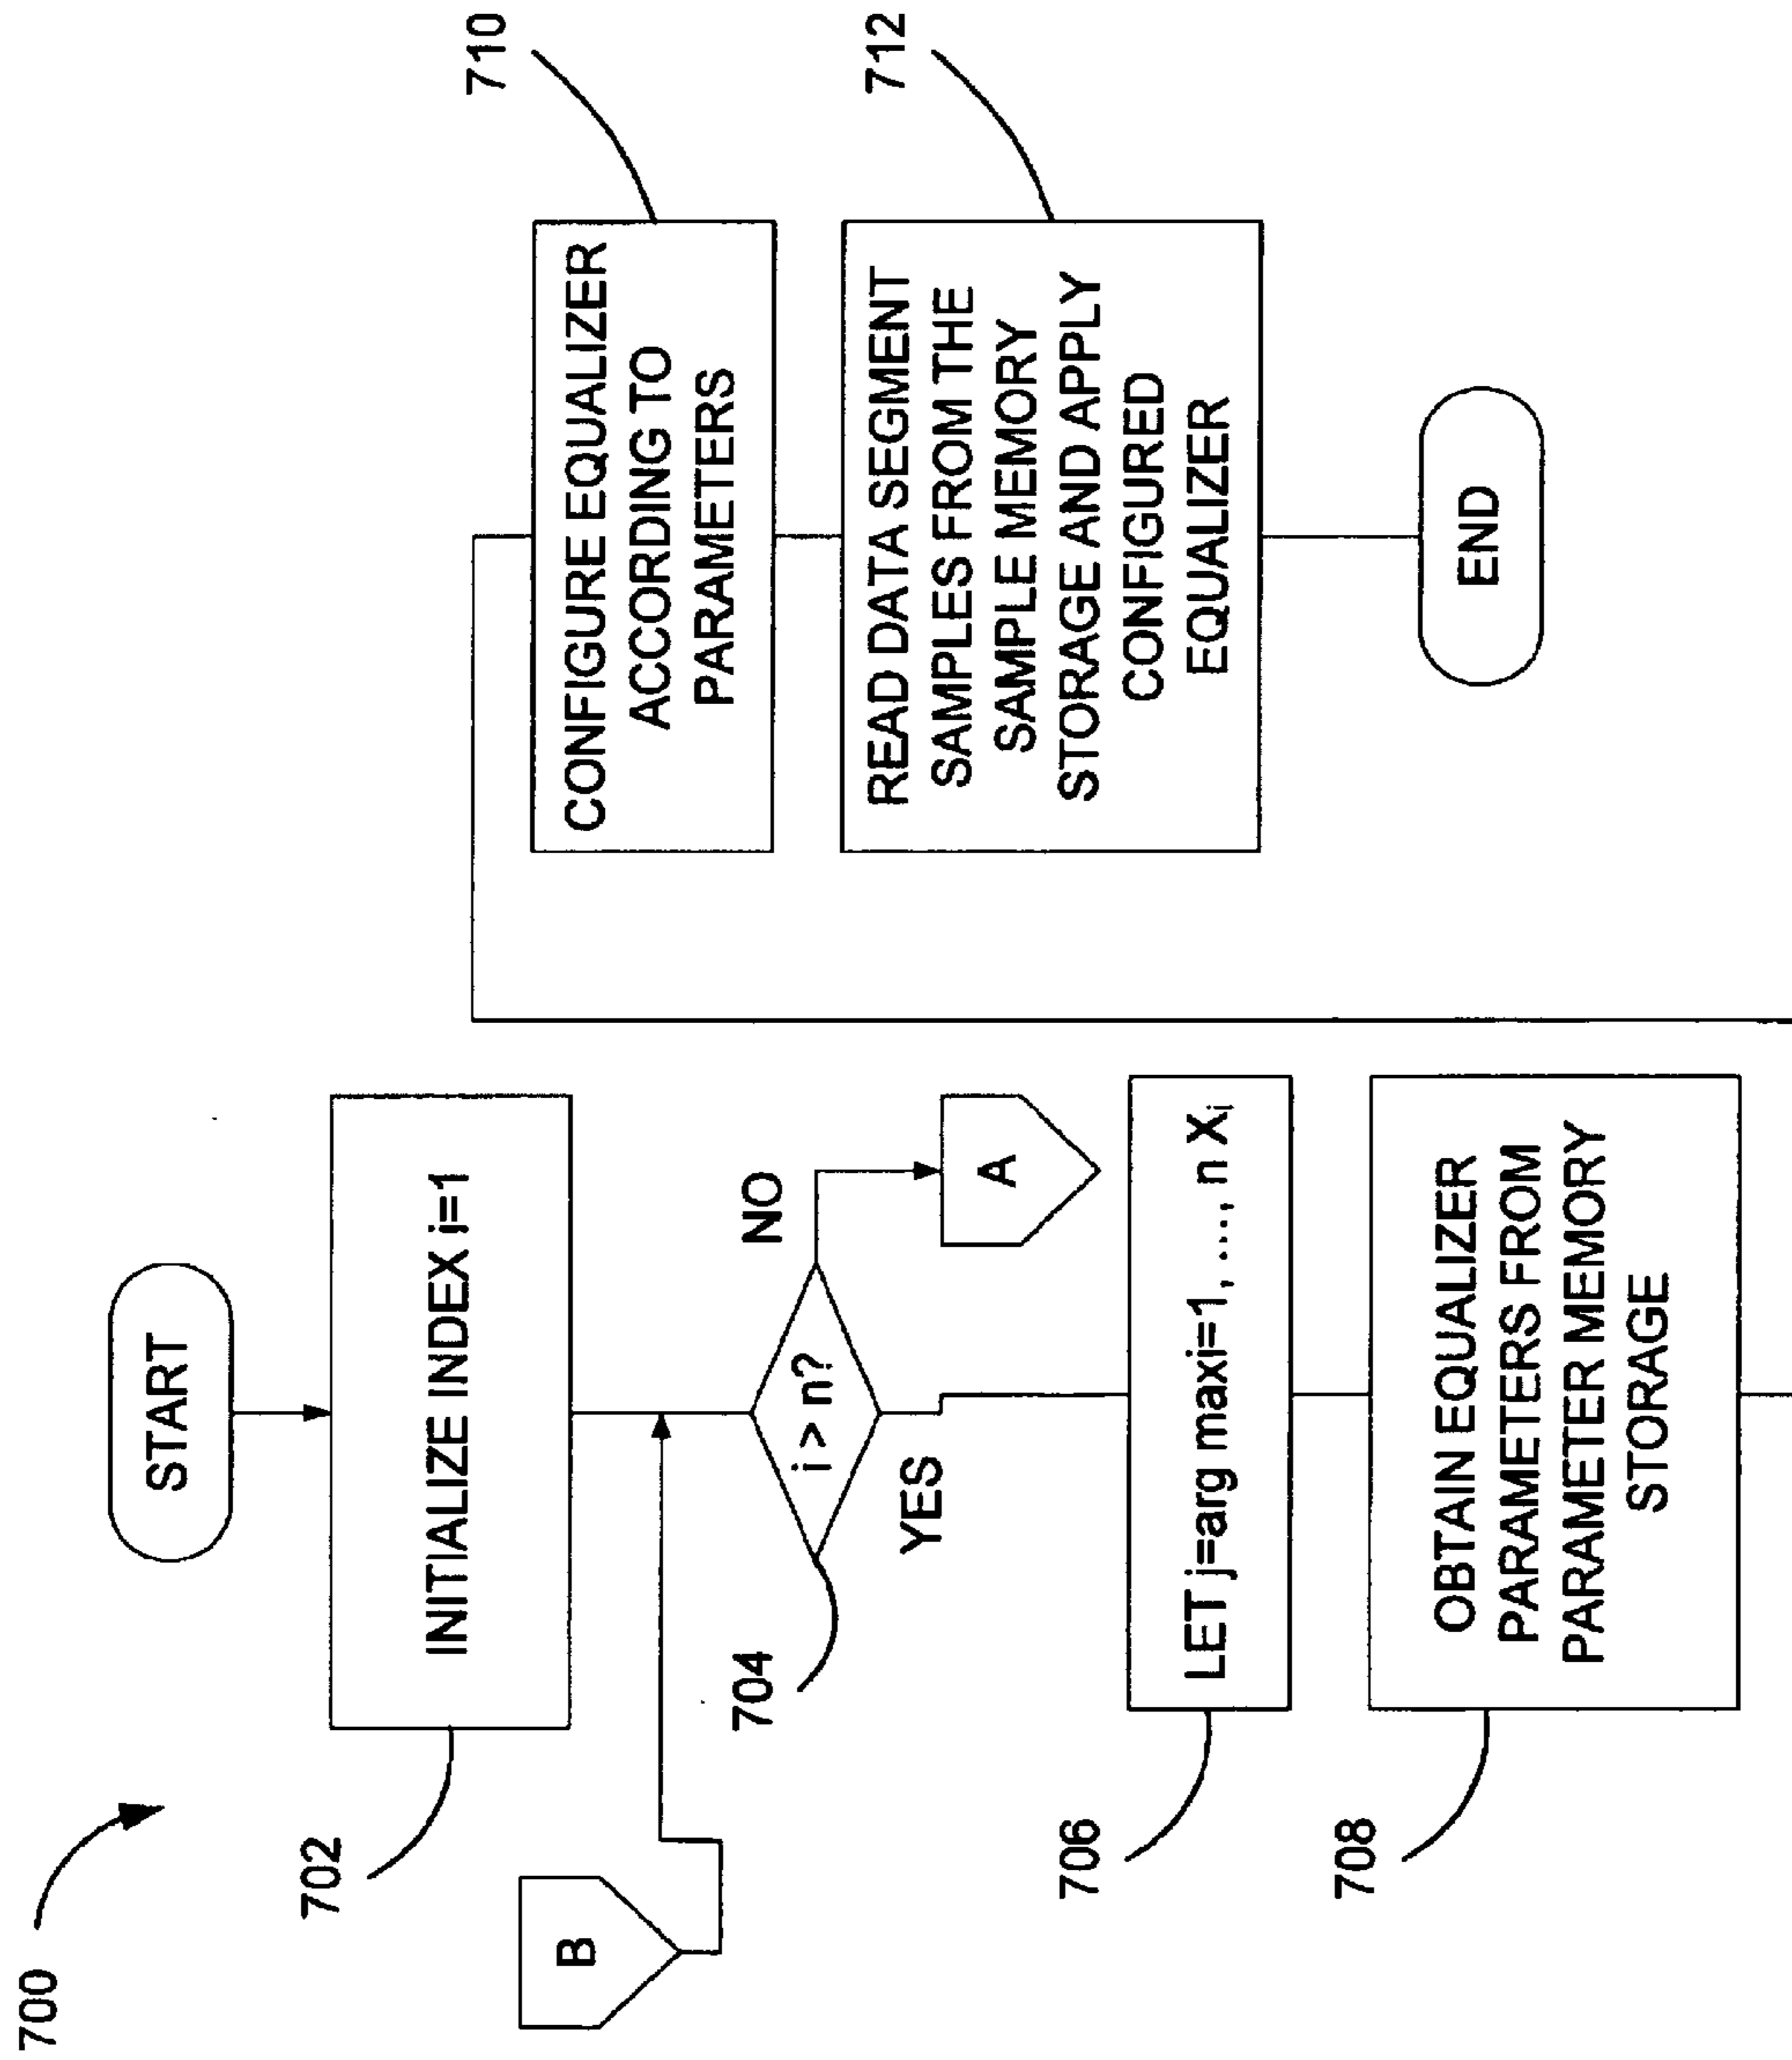 700
START
702
INITIALIZE INDEX i=1
B
704
i > n?
NO
A
YES
706
LET j=arg maxi=1, ...., n Xi
708
OBTAIN EQUALIZER
PARAMETERS FROM
PARAMETER MEMORY
STORAGE
710
CONFIGURE EQUALIZER
ACCORDING TO
PARAMETERS
712
READ DATA SEGMENT
SAMPLES FROM THE
SAMPLE MEMORY
STORAGE AND APPLY
CONFIGURED
EQUALIZER
END